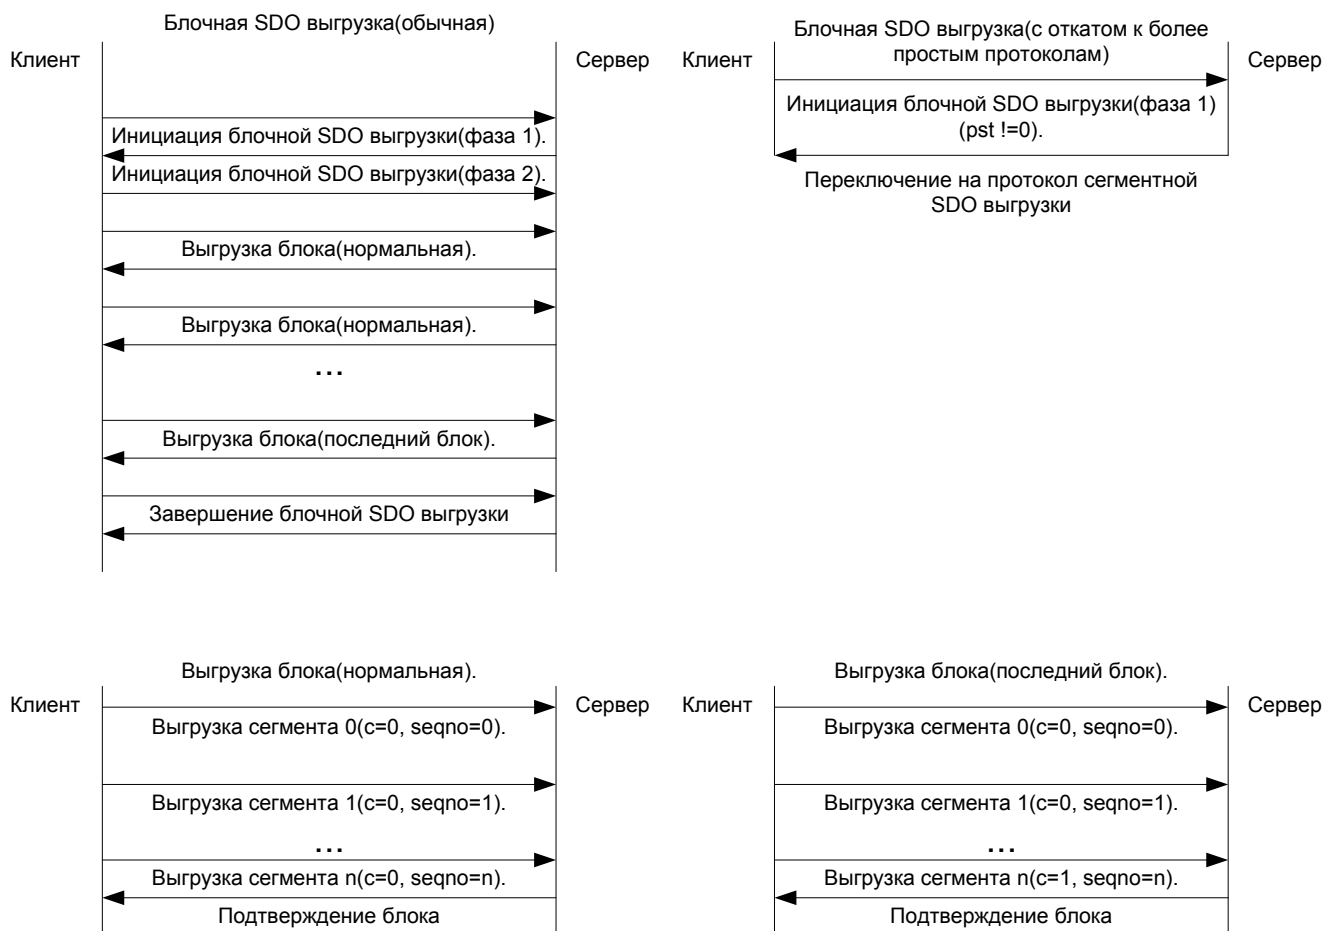 Блочная SDO выгрузка(обычная)
Клиент
Сервер
Инициация блочной SDO выгрузки(фаза 1).
Инициация блочной SDO выгрузки(фаза 2).
Выгрузка блока(нормальная).
Выгрузка блока(нормальная).
...
Выгрузка блока(последний блок).
Завершение блочной SDO выгрузки
Блочная SDO выгрузка(с откатом к более
простым протоколам)
Клиент
Сервер
Инициация блочной SDO выгрузки(фаза 1)
(pst !=0).
Переключение на протокол сегментной
SDO выгрузки
Выгрузка блока(нормальная).
Клиент
Сервер
Выгрузка сегмента 0(c=0, seqno=0).
Выгрузка сегмента 1(c=0, seqno=1).
...
Выгрузка сегмента n(c=0, seqno=n).
Подтверждение блока
Выгрузка блока(последний блок).
Клиент
Сервер
Выгрузка сегмента 0(c=0, seqno=0).
Выгрузка сегмента 1(c=0, seqno=1).
...
Выгрузка сегмента n(c=1, seqno=n).
Подтверждение блока